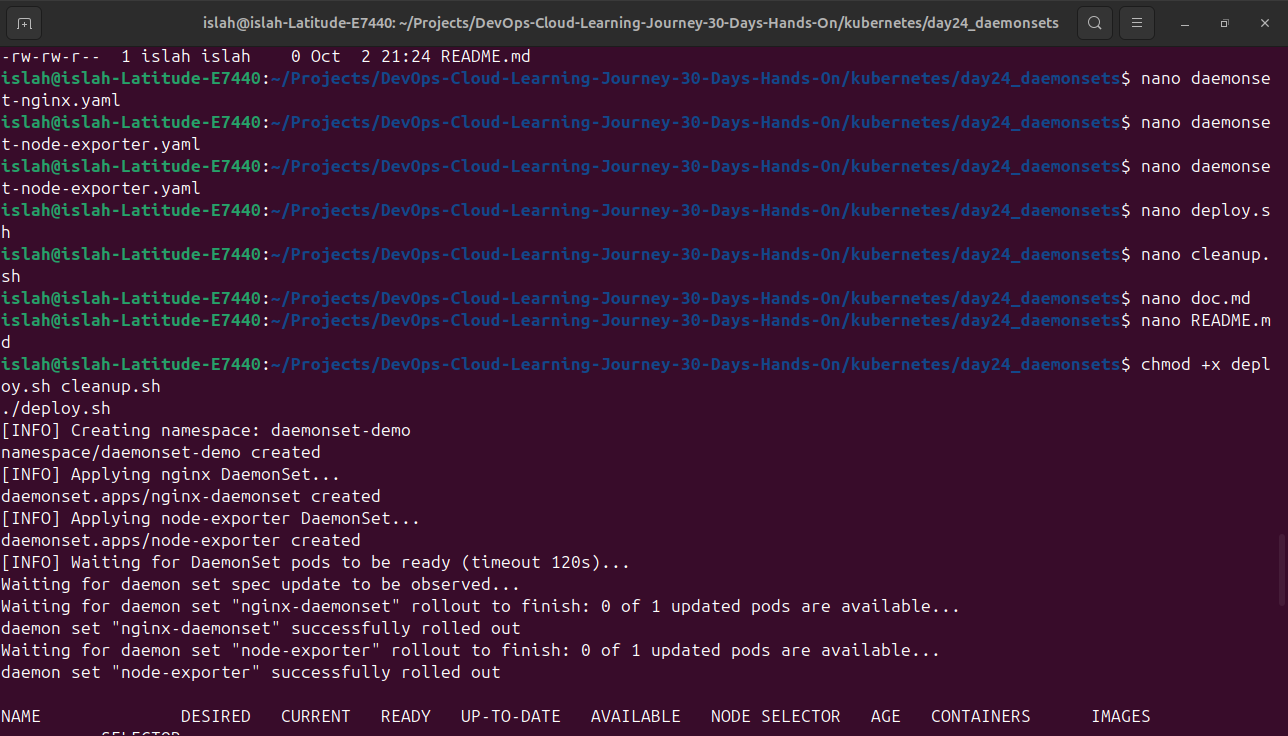 islah@islah-Latitude-E7440: ~/Projects/DevOps-Cloud-Learning-Journey-30-Days-Hands-On/kubernetes/day24_daemonsets
-rw-rw-r--  1 islah islah    0 Oct  2 21:24 README.md
islah@islah-Latitude-E7440:~/Projects/DevOps-Cloud-Learning-Journey-30-Days-Hands-On/kubernetes/day24_daemonsets$ nano daemonse
t-nginx.yaml
islah@islah-Latitude-E7440:~/Projects/DevOps-Cloud-Learning-Journey-30-Days-Hands-On/kubernetes/day24_daemonsets$ nano daemonse
t-node-exporter.yaml
islah@islah-Latitude-E7440:~/Projects/DevOps-Cloud-Learning-Journey-30-Days-Hands-On/kubernetes/day24_daemonsets$ nano daemonse
t-node-exporter.yaml
islah@islah-Latitude-E7440:~/Projects/DevOps-Cloud-Learning-Journey-30-Days-Hands-On/kubernetes/day24_daemonsets$ nano deploy.s
h
islah@islah-Latitude-E7440:~/Projects/DevOps-Cloud-Learning-Journey-30-Days-Hands-On/kubernetes/day24_daemonsets$ nano cleanup.
sh
islah@islah-Latitude-E7440:~/Projects/DevOps-Cloud-Learning-Journey-30-Days-Hands-On/kubernetes/day24_daemonsets$ nano doc.md
islah@islah-Latitude-E7440:~/Projects/DevOps-Cloud-Learning-Journey-30-Days-Hands-On/kubernetes/day24_daemonsets$ nano README.m
d
islah@islah-Latitude-E7440:~/Projects/DevOps-Cloud-Learning-Journey-30-Days-Hands-On/kubernetes/day24_daemonsets$ chmod +x depl
oy.sh cleanup.sh
./deploy.sh
[INFO] Creating namespace: daemonset-demo
namespace/daemonset-demo created
[INFO] Applying nginx DaemonSet...
daemonset.apps/nginx-daemonset created
[INFO] Applying node-exporter DaemonSet...
daemonset.apps/node-exporter created
[INFO] Waiting for DaemonSet pods to be ready (timeout 120s)...
Waiting for daemon set spec update to be observed...
Waiting for daemon set "nginx-daemonset" rollout to finish: 0 of 1 updated pods are available...
daemon set "nginx-daemonset" successfully rolled out
Waiting for daemon set "node-exporter" rollout to finish: 0 of 1 updated pods are available...
daemon set "node-exporter" successfully rolled out
NAME              DESIRED   CURRENT   READY   UP-TO-DATE   AVAILABLE   NODE SELECTOR   AGE   CONTAINERS      IMAGES
SELECTOR